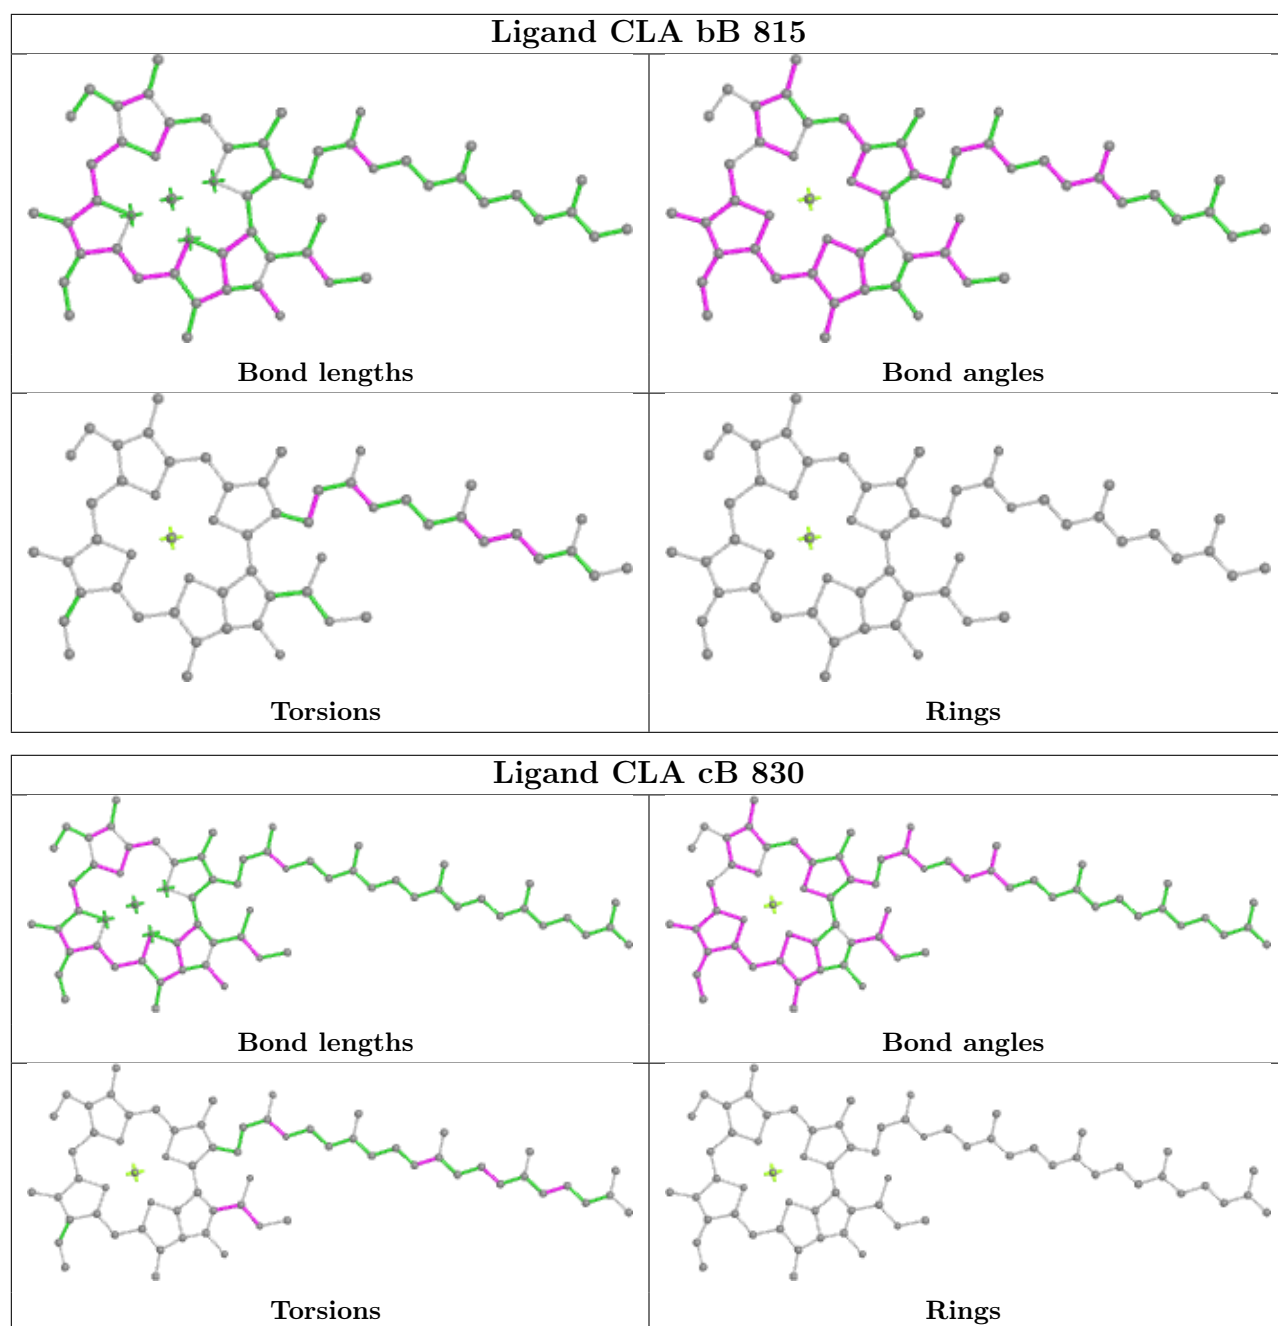 Ligand CLA bB 815
Bond lengths
Bond angles
Torsions
Rings
Ligand CLA cB 830
Bond lengths
Bond angles
Torsions
Rings